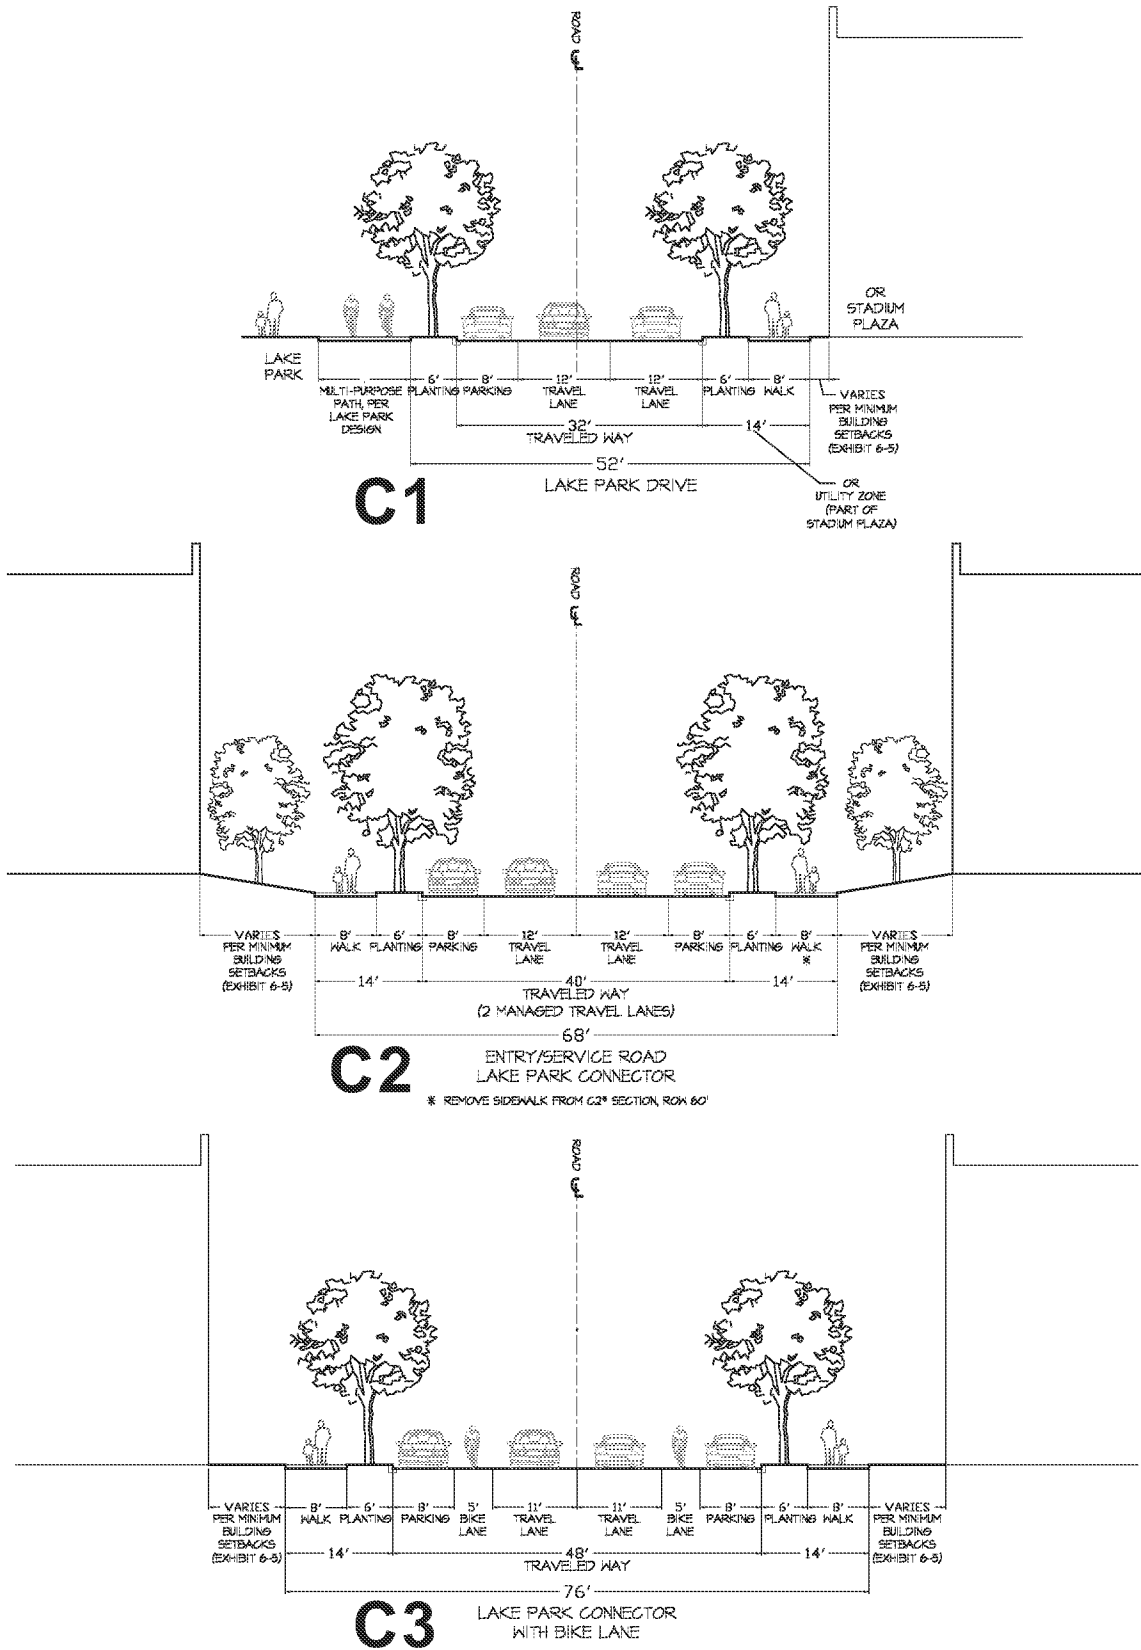 ROAD ℄
OR
STADIUM
PLAZA
LAKE
PARK
6' 8' 12' 12' 6' 8'
MULTI-PURPOSE
PATH, PER
LAKE PARK
DESIGN
PLANTING PARKING TRAVEL
LANE
TRAVEL
LANE
PLANTING WALK
VARIES
PER MINIMUM
BUILDING
SETBACKS
(EXHIBIT 6-5)
32' 14'
TRAVELED WAY
52'
LAKE PARK DRIVE
OR
UTILITY ZONE
(PART OF
STADIUM PLAZA)
C1
ROAD ℄
VARIES
PER MINIMUM
BUILDING
SETBACKS
(EXHIBIT 6-5)
8'
WALK
6'
PLANTING
8'
PARKING
12'
TRAVEL
LANE
12'
TRAVEL
LANE
8'
PARKING
6'
PLANTING
8'
WALK
*
VARIES
PER MINIMUM
BUILDING
SETBACKS
(EXHIBIT 6-5)
14' 40' 14'
TRAVELED WAY
(2 MANAGED TRAVEL LANES)
68'
C2
ENTRY/SERVICE ROAD
LAKE PARK CONNECTOR
* REMOVE SIDEWALK FROM C2* SECTION, ROW 60'
ROAD ℄
VARIES
PER MINIMUM
BUILDING
SETBACKS
(EXHIBIT 6-5)
8'
WALK
6'
PLANTING
8'
PARKING
5'
BIKE
LANE
11'
TRAVEL
LANE
11'
TRAVEL
LANE
5'
BIKE
LANE
8'
PARKING
6'
PLANTING
8'
WALK
VARIES
PER MINIMUM
BUILDING
SETBACKS
(EXHIBIT 6-5)
14' 48' 14'
TRAVELED WAY
76'
C3
LAKE PARK CONNECTOR
WITH BIKE LANE